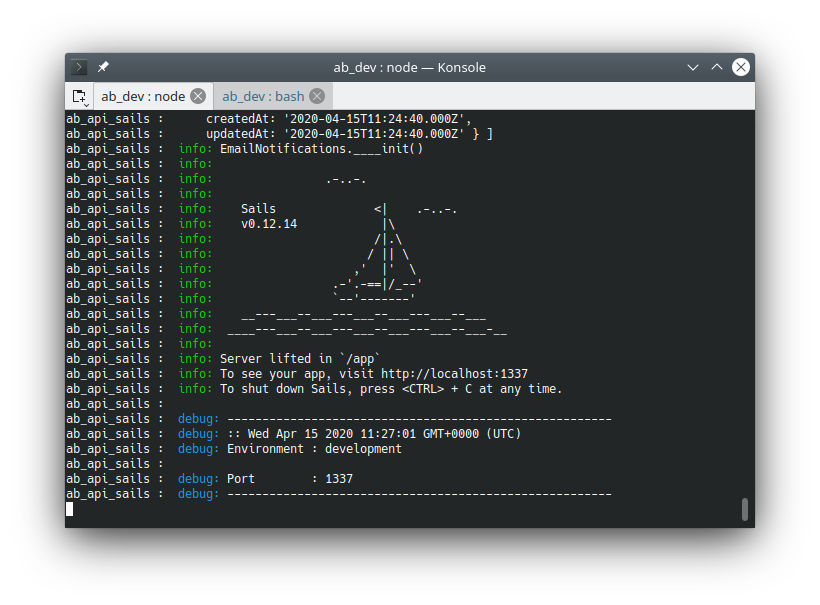 ab_dev : node — Konsole
ab_dev : node
ab_dev : bash
ab_api_sails :      createdAt: '2020-04-15T11:24:40.000Z',
ab_api_sails :      updatedAt: '2020-04-15T11:24:40.000Z' } ]
ab_api_sails :  info: EmailNotifications.____init()
ab_api_sails :  info:
ab_api_sails :  info:                .-..-.
ab_api_sails :  info:
ab_api_sails :  info:    Sails              <|    .-..-.
ab_api_sails :  info:    v0.12.14            |\
ab_api_sails :  info:                       /|.\
ab_api_sails :  info:                      / || \
ab_api_sails :  info:                    ,'  |'  \
ab_api_sails :  info:                 .-'.-==|/_--'
ab_api_sails :  info:                 `--'-------'
ab_api_sails :  info:    __---___--___---___--___---___--___
ab_api_sails :  info:  ____---___--___---___--___---___--___-__
ab_api_sails :  info:
ab_api_sails :  info: Server lifted in `/app`
ab_api_sails :  info: To see your app, visit http://localhost:1337
ab_api_sails :  info: To shut down Sails, press <CTRL> + C at any time.
ab_api_sails :
ab_api_sails :  debug: -------------------------------------------------------
ab_api_sails :  debug: :: Wed Apr 15 2020 11:27:01 GMT+0000 (UTC)
ab_api_sails :  debug: Environment : development
ab_api_sails :
ab_api_sails :  debug: Port        : 1337
ab_api_sails :  debug: -------------------------------------------------------